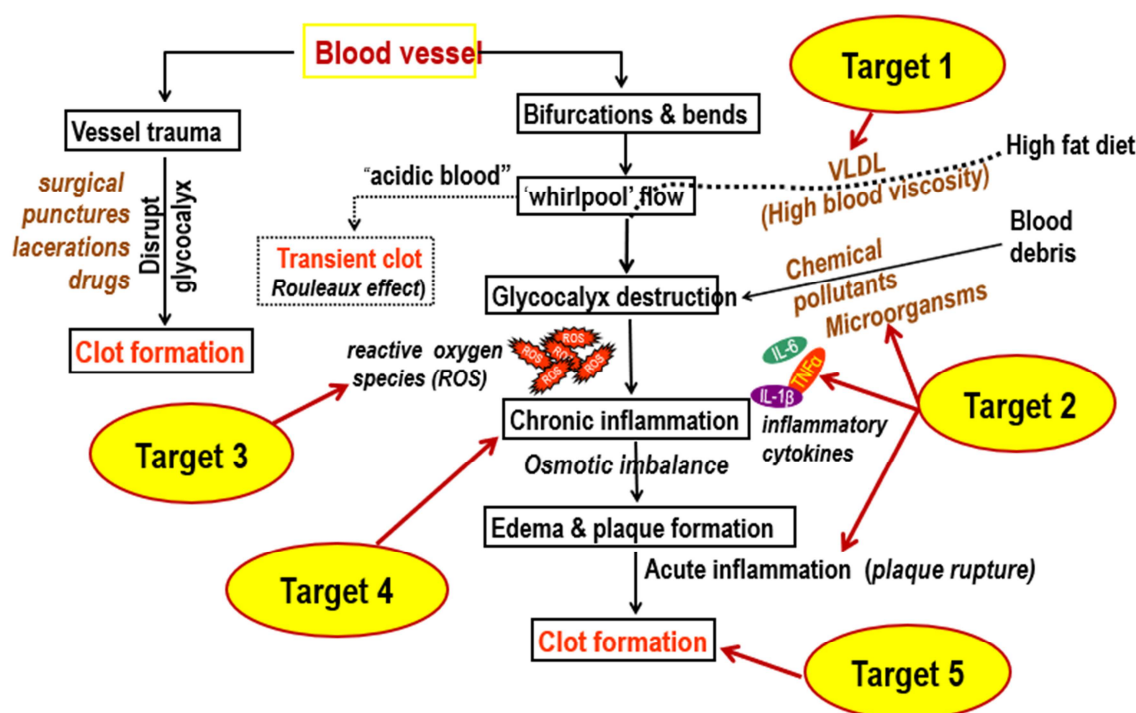 Blood vessel
Target 1
Vessel trauma
Bifurcations & bends
High fat diet
VLDL
(High blood viscosity)
surgical
punctures
lacerations
drugs
Disrupt
glycocalyx
"acidic blood"
'whirlpool' flow
Blood
debris
Transient clot
Rouleaux effect)
Glycocalyx destruction
Chemical
pollutants
Microorgansms
Clot formation
reactive oxygen
species (ROS)
ROS
ROS
ROS
ROS
IL-6
TNFα
IL-1β
Target 2
Chronic inflammation
inflammatory
cytokines
Target 3
Osmotic imbalance
Edema & plaque formation
Target 4
Acute inflammation (plaque rupture)
Clot formation
Target 5